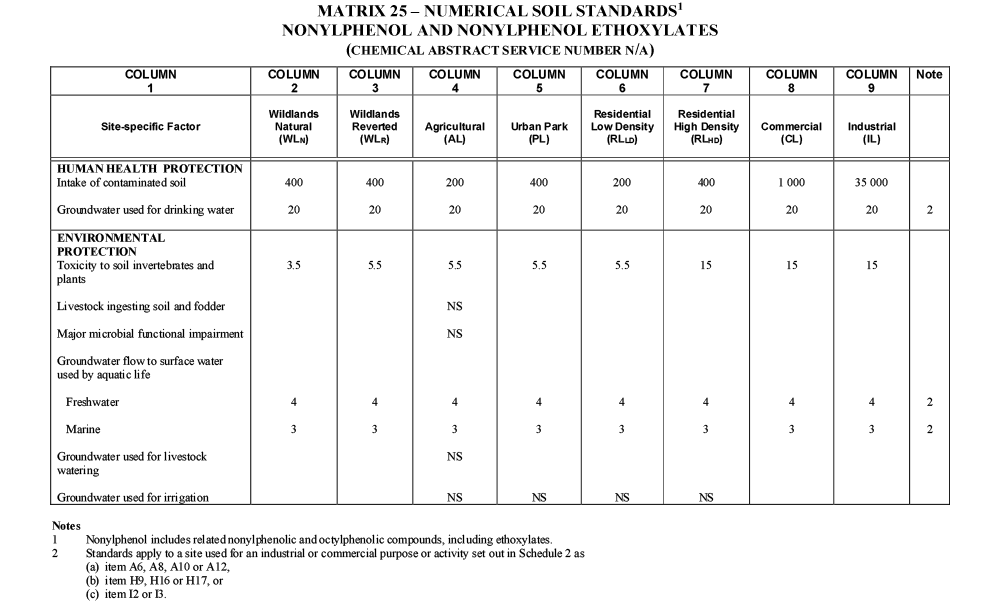 MATRIX 25 – NUMERICAL SOIL STANDARDS1
NONYLPHENOL AND NONYLPHENOL ETHOXYLATES
(CHEMICAL ABSTRACT SERVICE NUMBER N/A)
COLUMN 1 COLUMN 2 COLUMN 3 COLUMN 4 COLUMN 5 COLUMN 6 COLUMN 7 COLUMN 8 COLUMN 9 Note
Site-specific Factor Wildlands Natural (WLN) Wildlands Reverted (WLR) Agricultural (AL) Urban Park (PL) Residential Low Density (RLLD) Residential High Density (RLHD) Commercial (CL) Industrial (IL)
HUMAN HEALTH PROTECTION
Intake of contaminated soil 400 400 200 400 200 400 1 000 35 000
Groundwater used for drinking water 20 20 20 20 20 20 20 20 2
ENVIRONMENTAL
PROTECTION
Toxicity to soil invertebrates and 3.5 5.5 5.5 5.5 5.5 15 15 15
plants
Livestock ingesting soil and fodder NS
Major microbial functional impairment NS
Groundwater flow to surface water
used by aquatic life
Freshwater 4 4 4 4 4 4 4 4 2
Marine 3 3 3 3 3 3 3 3 2
Groundwater used for livestock NS
watering
Groundwater used for irrigation NS NS NS NS
Notes
1 Nonylphenol includes related nonylphenolic and octylphenolic compounds, including ethoxylates.
2 Standards apply to a site used for an industrial or commercial purpose or activity set out in Schedule 2 as
(a) item A6, A8, A10 or A12,
(b) item H9, H16 or H17, or
(c) item I2 or I3.